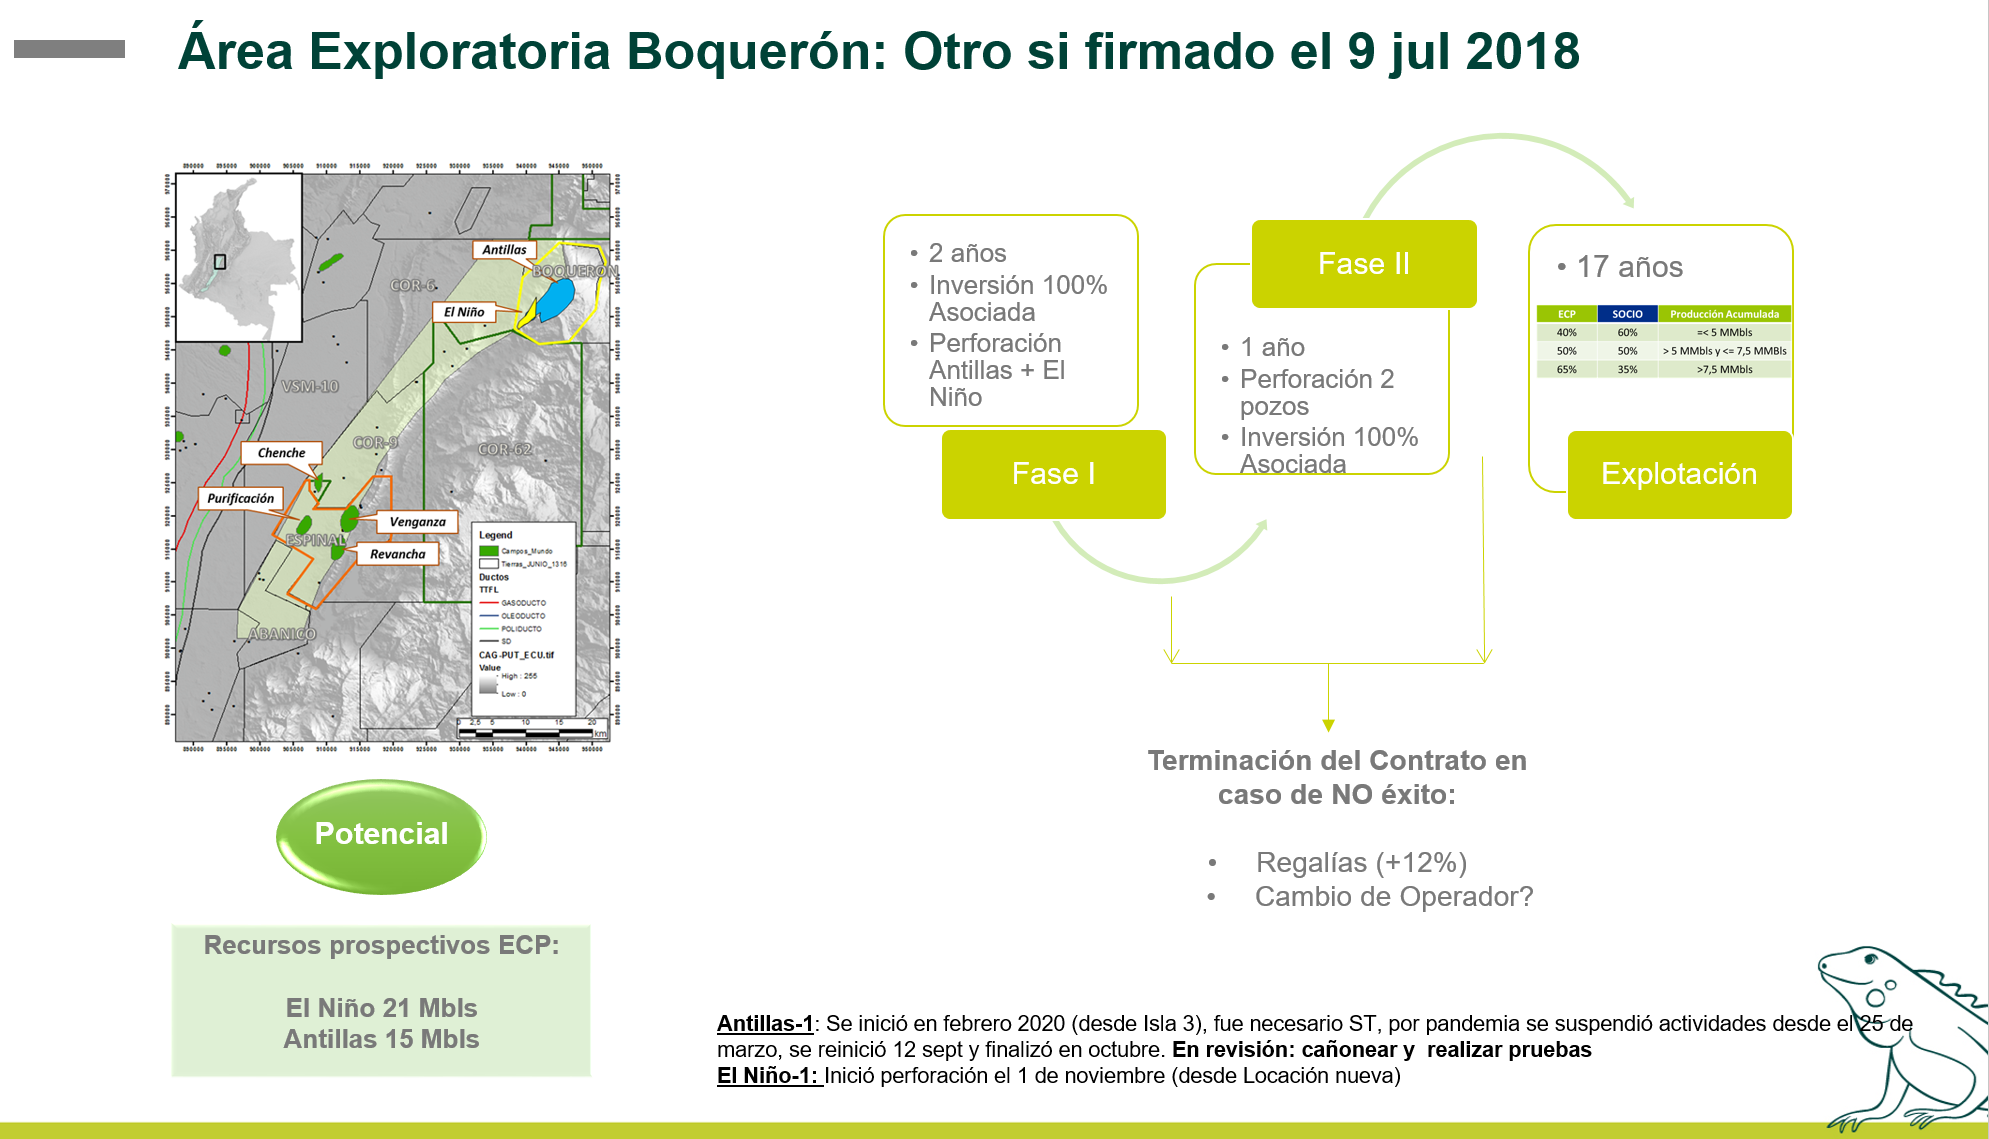 Área Exploratoria Boquerón: Otro si firmado el 9 jul 2018
Antillas
BOQUERÓN
COR-6
El Niño
VSM-10
COR-9
COR-62
Chenche
Purificación
Venganza
ESPINAL
Revancha
ABANICO
Legend
Campos_Mundo
Tierras_JUNIO_1316
Ductos
TTFL
GASODUCTO
OLEODUCTO
POLIDUCTO
SD
CAG-PUT_ECU.tif
Value
High : 255
Low : 0
0 2,5 5 10 15 20
km
Potencial
Recursos prospectivos ECP:
El Niño 21 Mbls
Antillas 15 Mbls
• 2 años
• Inversión 100%
Asociada
• Perforación
Antillas + El
Niño
Fase I
Fase II
• 1 año
• Perforación 2
pozos
• Inversión 100%
Asociada
• 17 años
ECP SOCIO Producción Acumulada
40% 60% =< 5 MMbls
50% 50% > 5 MMbls y <= 7,5 MMBls
65% 35% >7,5 MMbls
Explotación
Terminación del Contrato en
caso de NO éxito:
• Regalías (+12%)
• Cambio de Operador?
Antillas-1: Se inició en febrero 2020 (desde Isla 3), fue necesario ST, por pandemia se suspendió actividades desde el 25 de
marzo, se reinició 12 sept y finalizó en octubre. En revisión: cañonear y realizar pruebas
El Niño-1: Inició perforación el 1 de noviembre (desde Locación nueva)